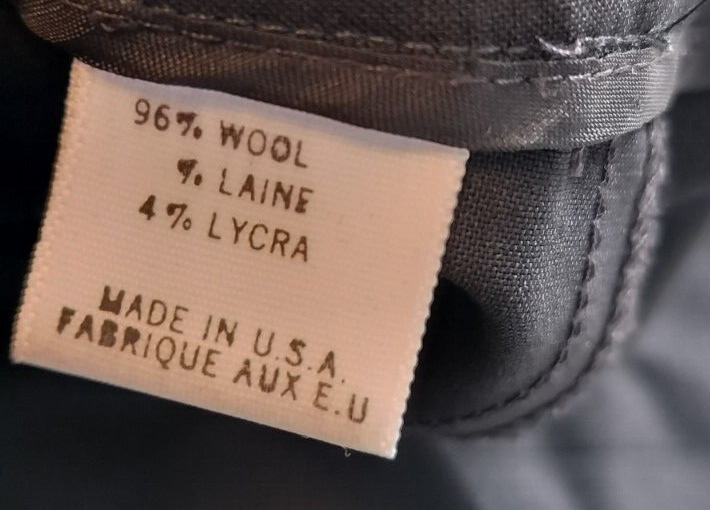 96% WOOL
% LAINE
4% LYCRA
MADE IN U.S.A.
FABRIQUE AUX E.U